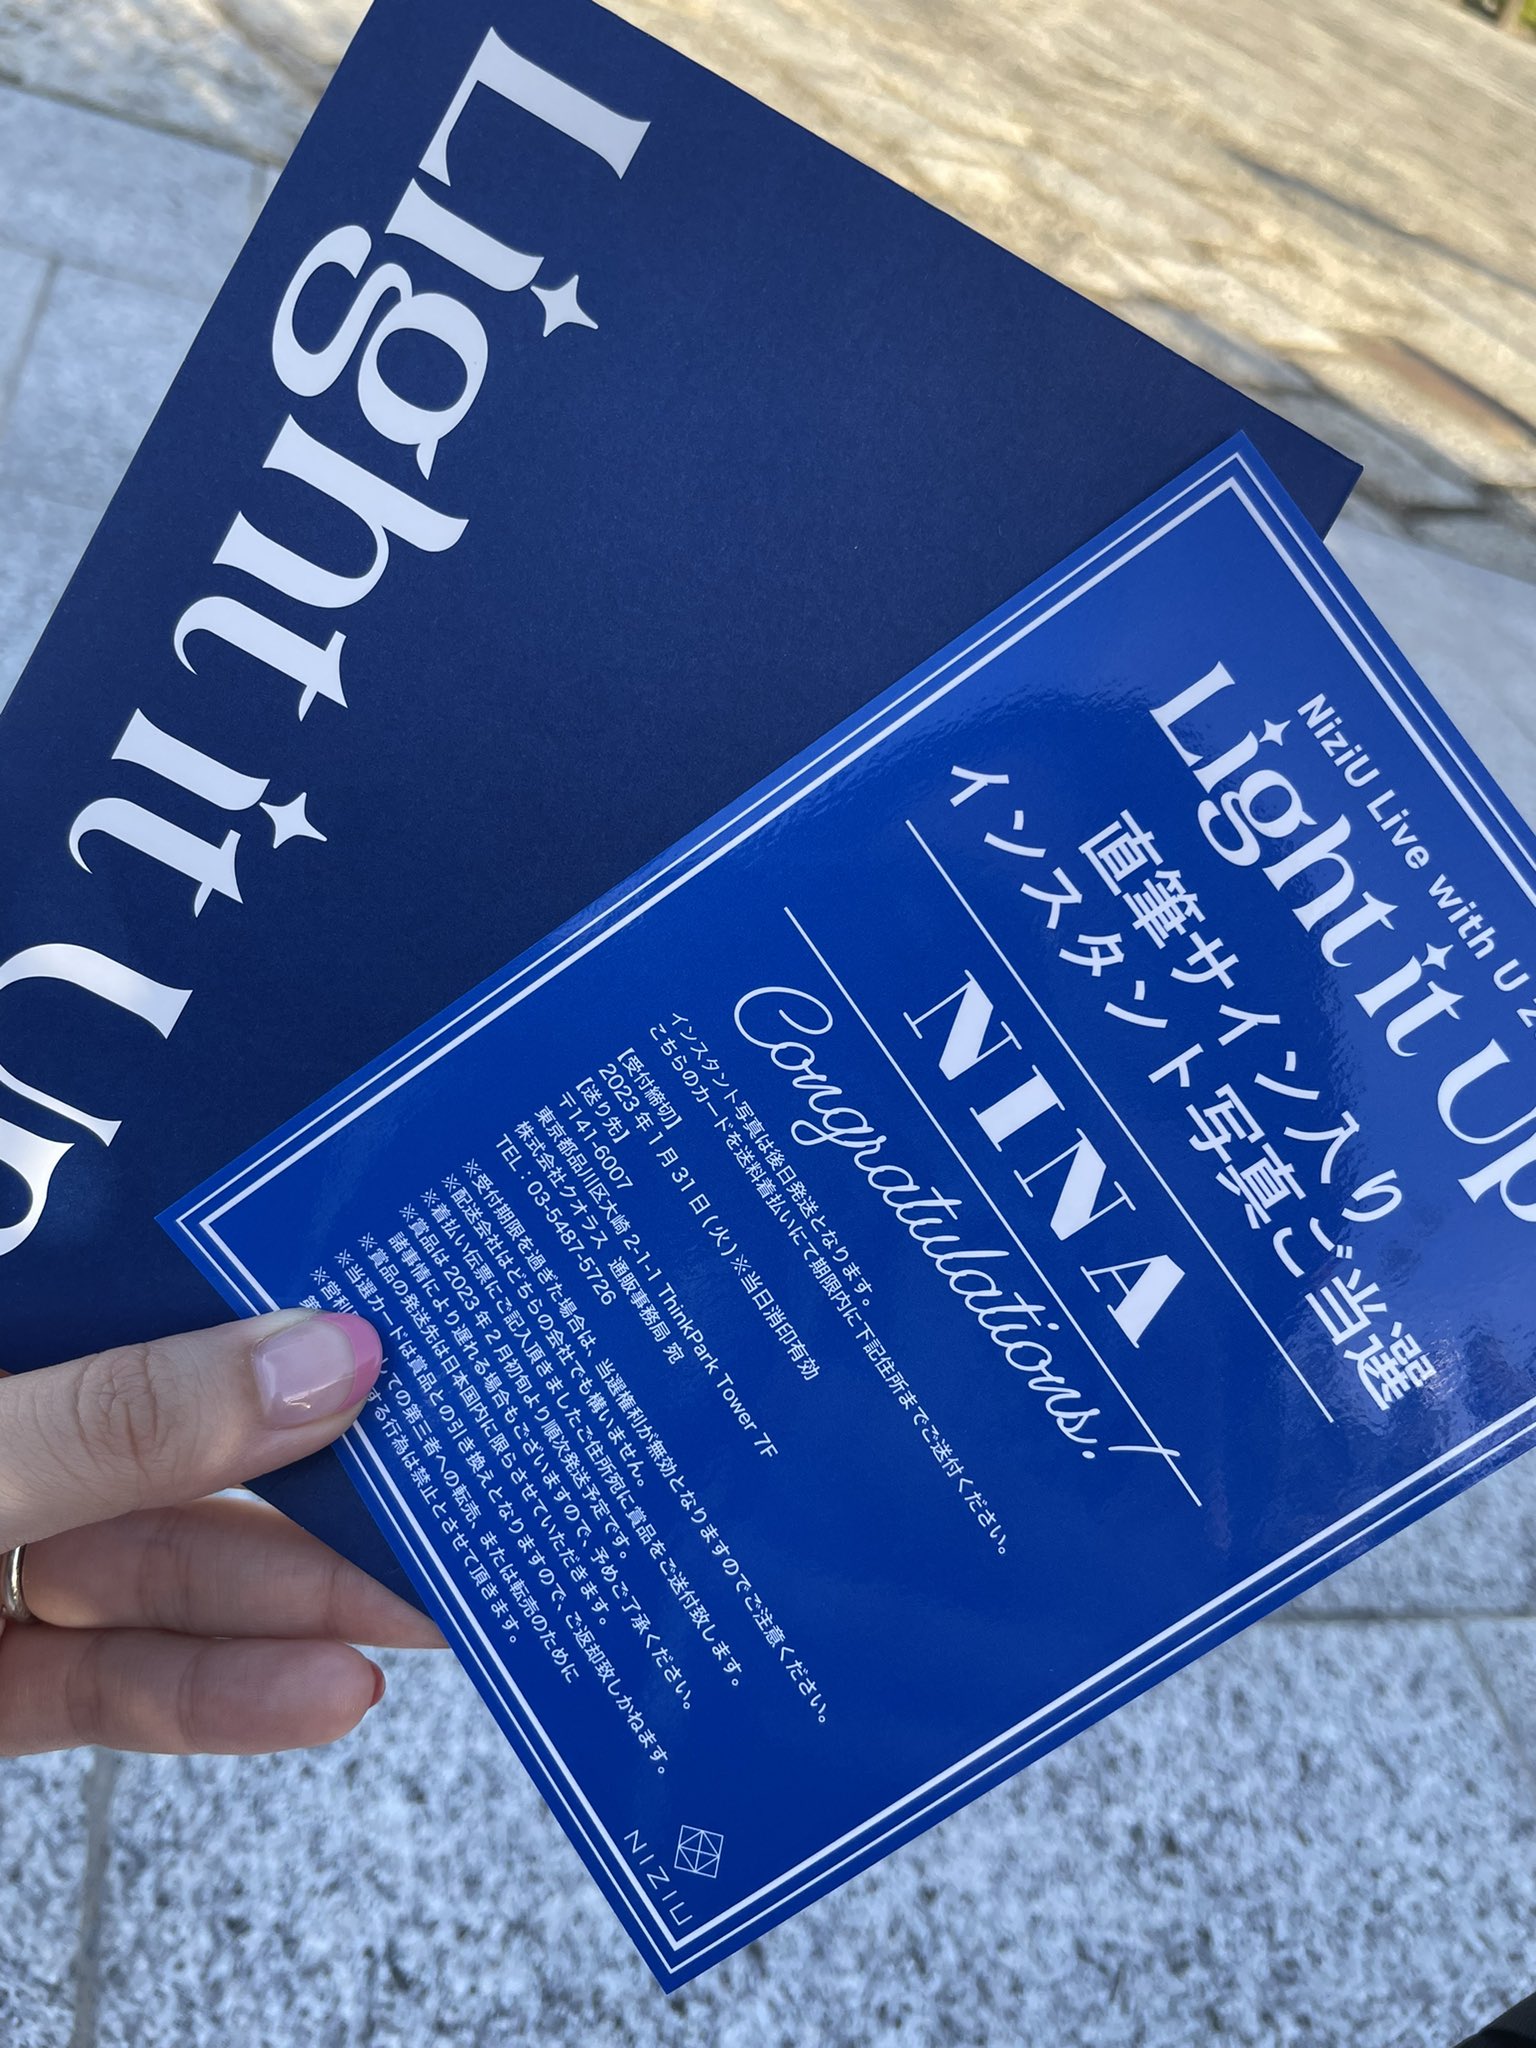 Light it Up
NiziU Live with U 2
Light it Up
直筆サイン入り
インスタント写真ご当選
NINA
Congratulations!
インスタント写真は後日発送となります。
こちらのカードを送料着払いにて期限内に下記住所までご送付ください。
【受付締切】
2023年1月31日(火)※当日消印有効
【送り先】
〒141-6007
東京都品川区大崎 2-1-1 ThinkPark Tower 7F
株式会社クオラス 通販事務局 宛
TEL : 03-5487-5726
※受付期限を過ぎた場合は、当選権利が無効となりますのでご注意ください。
※配送会社はどちらの会社でも構いません。
※着払い伝票にご記入頂きましたご住所宛に賞品をご送付致します。
※賞品は2023年2月初旬より順次発送予定です。
諸事情により遅れる場合もございますので、予めご了承ください。
※賞品の発送先は日本国内に限らさせていただきます。
※当選カードは賞品との引き換えとなりますので、ご返却致しかねます。
※営利
ての第三者への転売、または転売のために
第
する行為は禁止とさせて頂きます。
NIZIU